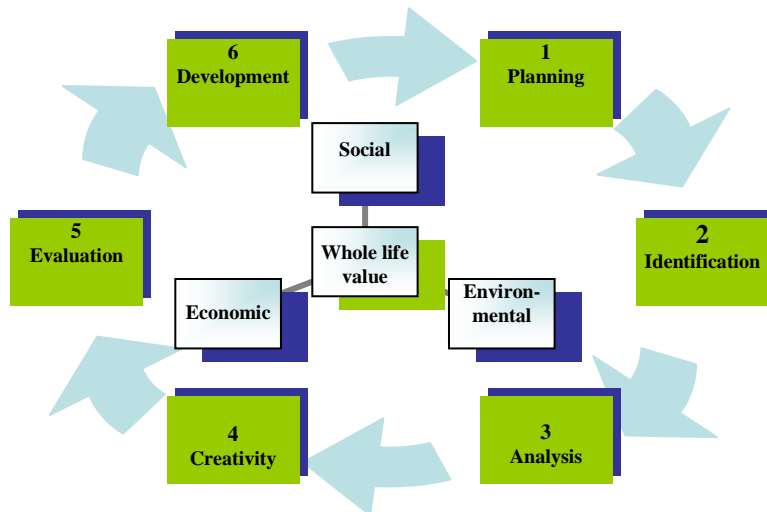 6
Development
1
Planning
Social
2
Identification
5
Evaluation
Whole life
value
Economic
Environ-
mental
4
Creativity
3
Analysis